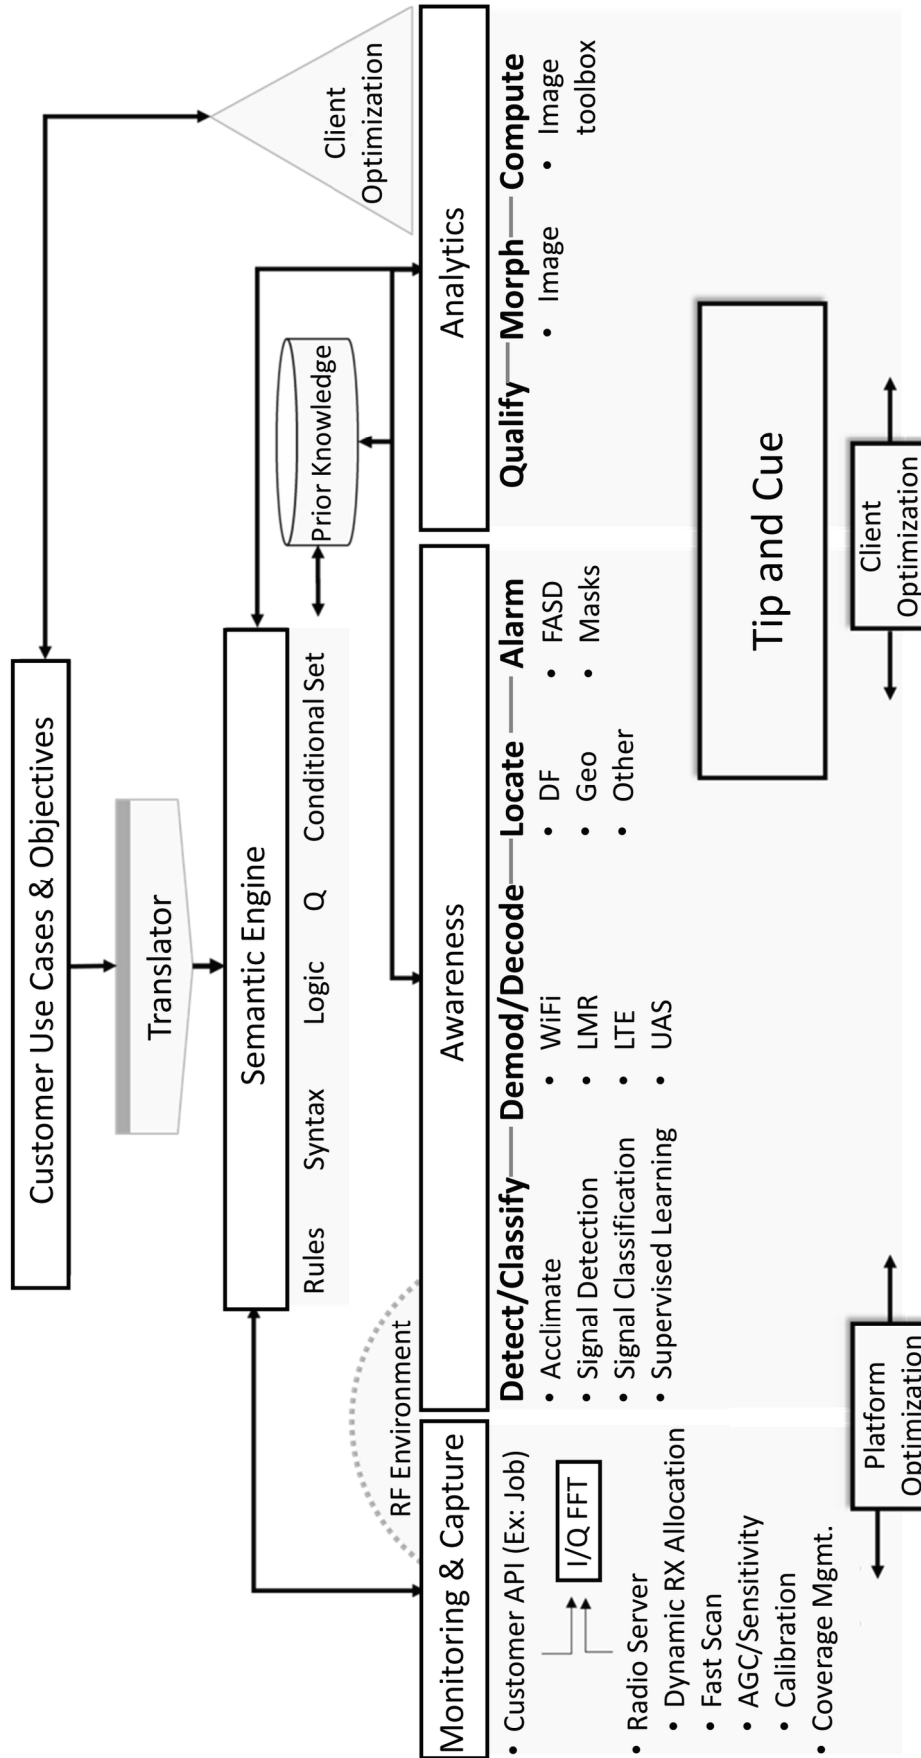 Customer Use Cases & Objectives
Translator
Semantic Engine
Rules Syntax Logic Q Conditional Set
Prior Knowledge
Client
Optimization
RF Environment
Monitoring & Capture
Awareness
Analytics
• Customer API (Ex: Job)
I/Q FFT
• Radio Server
• Dynamic RX Allocation
• Fast Scan
• AGC/Sensitivity
• Calibration
• Coverage Mgmt.
Detect/Classify
• Acclimate
• Signal Detection
• Signal Classification
• Supervised Learning
Demod/Decode
• WiFi
• LMR
• LTE
• UAS
Locate
• DF
• Geo
• Other
Alarm
• FASD
• Masks
Qualify
Morph
• Image
Compute
• Image
toolbox
Tip and Cue
Platform
Optimization
Client
Optimization